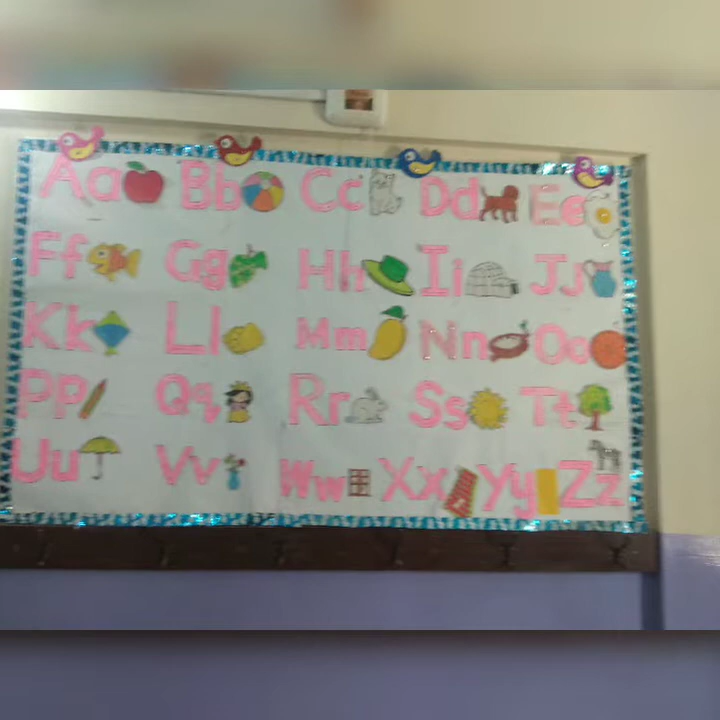 Aa Bb Cc Dd Ee
Ff Gg Hh Ii Jj
Kk Ll Mm Nn Oo
Pp Qq Rr Ss Tt
Uu Vv Ww Xx Yy Zz